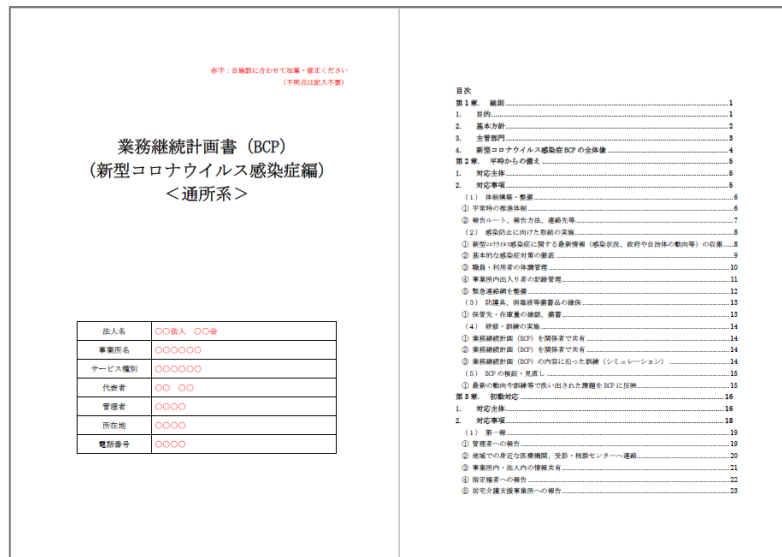 赤字：自施設に合わせて加筆・修正ください
（不明点は記入不要）
業務継続計画書（BCP）
（新型コロナウイルス感染症編）
＜通所系＞
法人名 〇〇法人 〇〇会
事業所名 〇〇〇〇〇〇
サービス種別 〇〇〇〇〇〇
代表者 〇〇 〇〇
管理者 〇〇〇〇
所在地 〇〇〇〇
電話番号 〇〇〇〇
目次
第１章． 総則 1
1. 目的 1
2. 基本方針 2
3. 主管部門 3
4. 新型コロナウイルス感染症 BCP の全体像 4
第２章． 平時からの備え 5
1. 対応主体 5
2. 対応事項 5
（1） 体制構築・整備 6
① 平常時の推進体制 6
② 報告ルート、報告方法、連絡先等 7
（2） 感染防止に向けた取組の実施 8
① 新型ｺﾛﾅｳｲﾙｽ感染症に関する最新情報（感染状況、政府や自治体の動向等）の収集 8
② 基本的な感染症対策の徹底 9
③ 職員・利用者の体調管理 10
④ 事業所内出入り者の記録管理 11
⑤ 緊急連絡網を整備 12
（3） 防護具、消毒液等備蓄品の確保 13
① 保管先・在庫量の確認、備蓄 13
（4） 研修・訓練の実施 14
① 業務継続計画（BCP）を関係者で共有 14
② 業務継続計画（BCP）を関係者で共有 14
③ 業務継続計画（BCP）の内容に沿った訓練（シミュレーション） 14
（5） BCP の検証・見直し 15
① 最新の動向や訓練等で洗い出された課題を BCP に反映 15
第３章． 初動対応 16
1. 対応主体 16
2. 対応事項 18
（1） 第一報 19
① 管理者への報告 19
② 地域での身近な医療機関、受診・相談センターへ連絡 20
③ 事業所内・法人内の情報共有 21
④ 指定権者への報告 22
⑤ 居宅介護支援事業所への報告 23